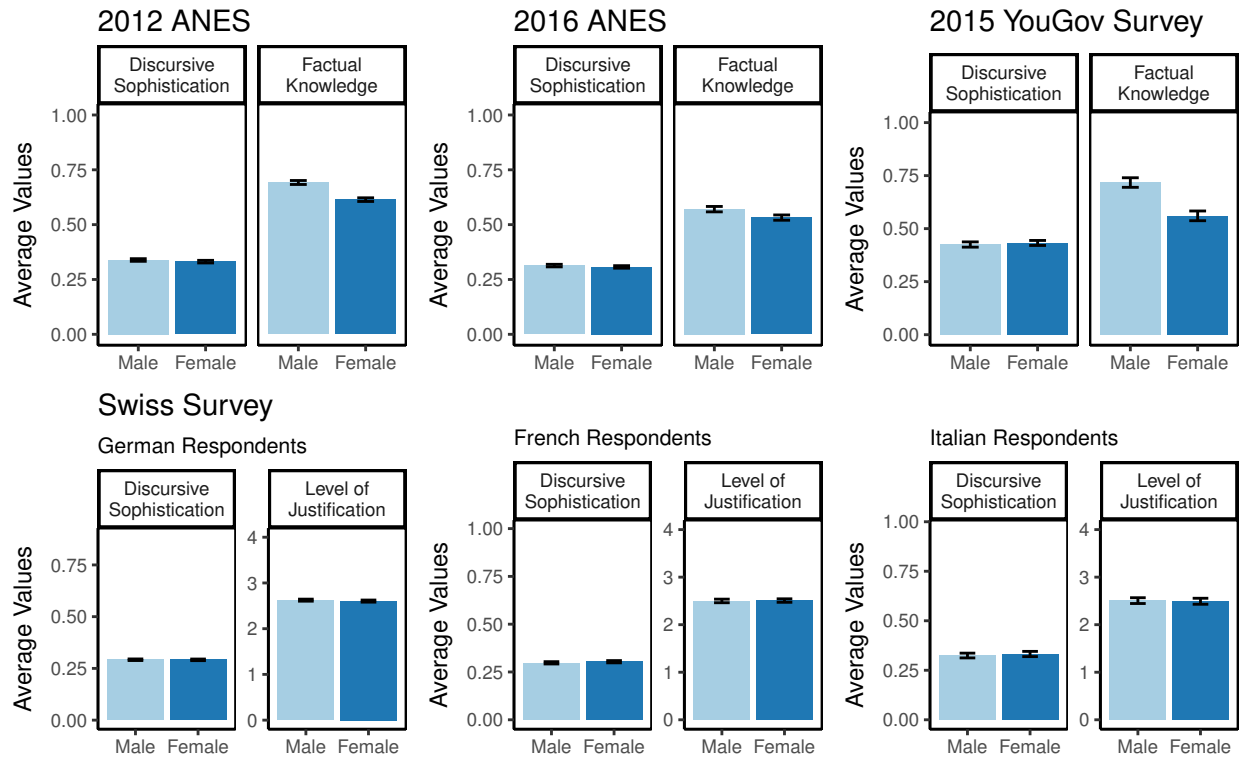 2012 ANES
Discursive
Sophistication
Factual
Knowledge
Average Values
1.00
0.75
0.50
0.25
0.00
Male
Female
Male
Female
2016 ANES
Discursive
Sophistication
Factual
Knowledge
Average Values
1.00
0.75
0.50
0.25
0.00
Male
Female
Male
Female
2015 YouGov Survey
Discursive
Sophistication
Factual
Knowledge
Average Values
1.00
0.75
0.50
0.25
0.00
Male
Female
Male
Female
Swiss Survey
German Respondents
Discursive
Sophistication
Level of
Justification
Average Values
0.75
0.50
0.25
0.00
4
3
2
1
0
Male
Female
Male
Female
French Respondents
Discursive
Sophistication
Level of
Justification
Average Values
1.00
0.75
0.50
0.25
0.00
4
3
2
1
0
Male
Female
Male
Female
Italian Respondents
Discursive
Sophistication
Level of
Justification
Average Values
1.00
0.75
0.50
0.25
0.00
4
3
2
1
0
Male
Female
Male
Female